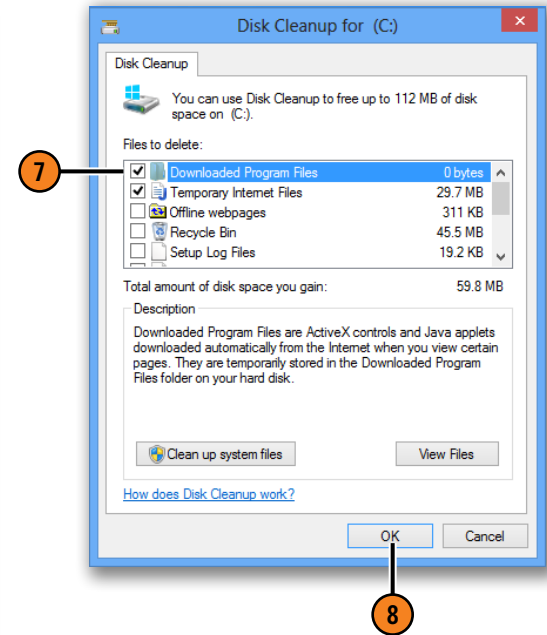 Disk Cleanup for  (C:)
Disk Cleanup
You can use Disk Cleanup to free up to 112 MB of disk
space on  (C:).
Files to delete:
7
Downloaded Program Files 0 bytes
Temporary Internet Files 29.7 MB
Offline webpages 311 KB
Recycle Bin 45.5 MB
Setup Log Files 19.2 KB
Total amount of disk space you gain: 59.8 MB
Description
Downloaded Program Files are ActiveX controls and Java applets
downloaded automatically from the Internet when you view certain
pages. They are temporarily stored in the Downloaded Program
Files folder on your hard disk.
Clean up system files View Files
How does Disk Cleanup work?
OK Cancel
8